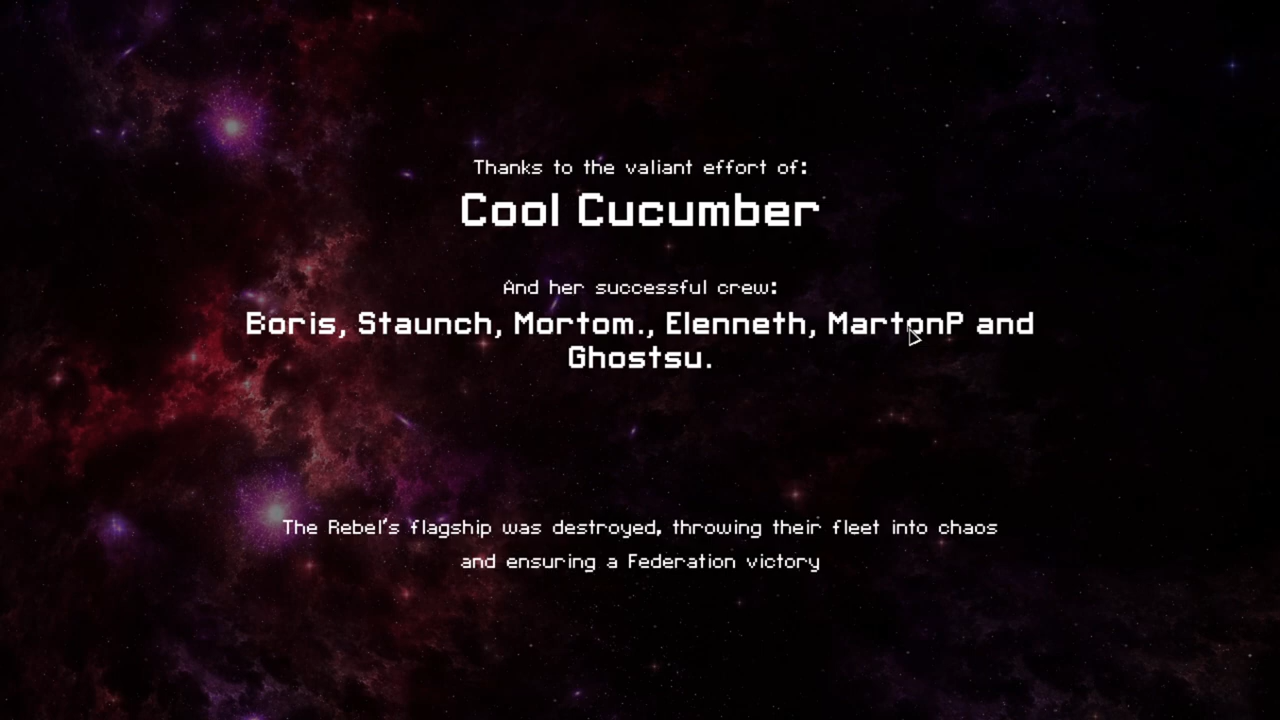 Thanks to the valiant effort of:
Cool Cucumber
And her successful crew:
Boris, Staunch, Mortom., Elenneth, MartonP and
Ghostsu.
The Rebel's flagship was destroyed, throwing their fleet into chaos
and ensuring a Federation victory